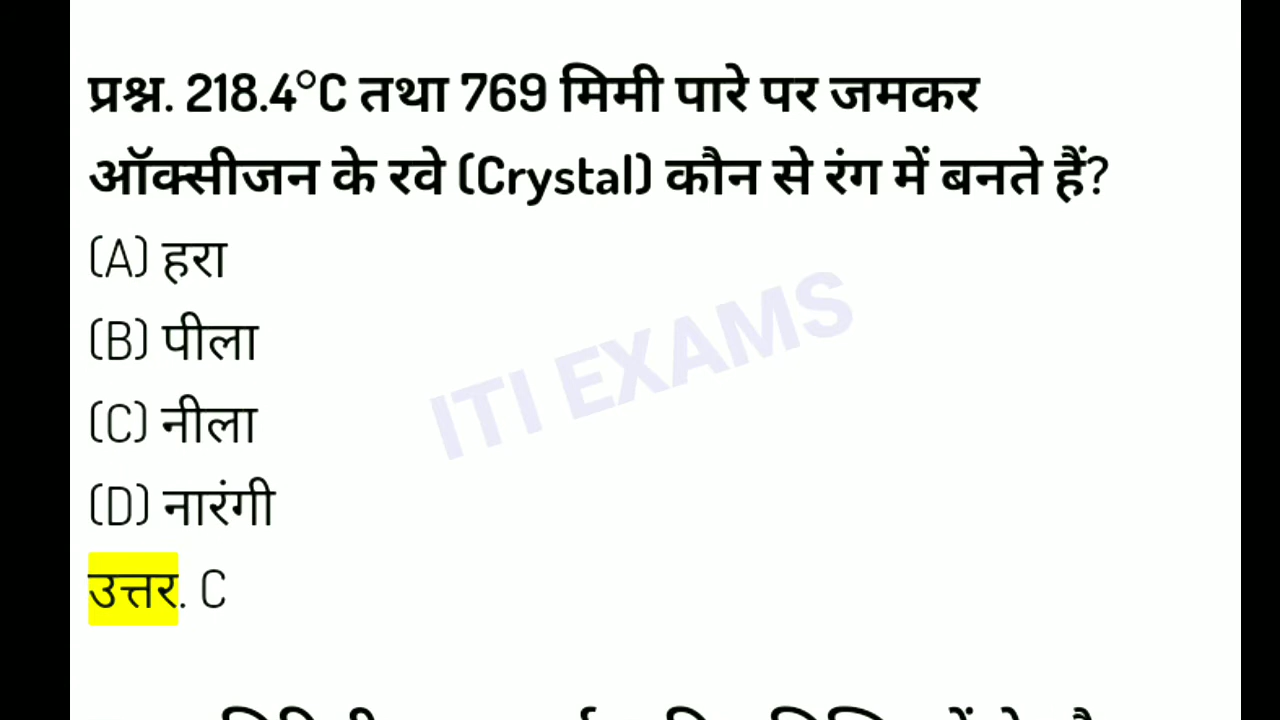 प्रश्न. 218.4°C तथा 769 मिमी पारे पर जमकर
ऑक्सीजन के रवे (Crystal) कौन से रंग में बनते हैं?
(A) हरा
(B) पीला
(C) नीला
(D) नारंगी
उत्तर. C
ITI EXAMS